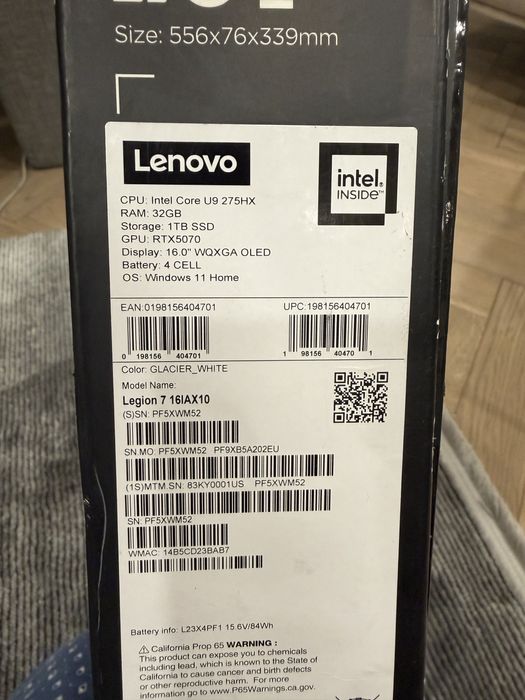 Size: 556x76x339mm
Lenovo
intel.
INSIDE™
CPU: Intel Core U9 275HX
RAM: 32GB
Storage: 1TB SSD
GPU: RTX5070
Display: 16.0" WQXGA OLED
Battery: 4 CELL
OS: Windows 11 Home
EAN:0198156404701 UPC:198156404701
0 198156 404701 1 98156 40470 1
Color: GLACIER_WHITE
Model Name:
Legion 7 16IAX10
(S)SN: PF5XWM52
SN.MO: PF5XWM52 PF9XB5A202EU
(1S)MTM.SN: 83KY0001US PF5XWM52
SN: PF5XWM52
WMAC: 14B5CD23BAB7
Battery info: L23X4PF1 15.6V/84Wh
⚠ California Prop 65 WARNING :
This product can expose you to chemicals
including lead, which is known to the State of
California to cause cancer and birth defects
or other reproductive harm. For more
information go to www.P65Warnings.ca.gov.